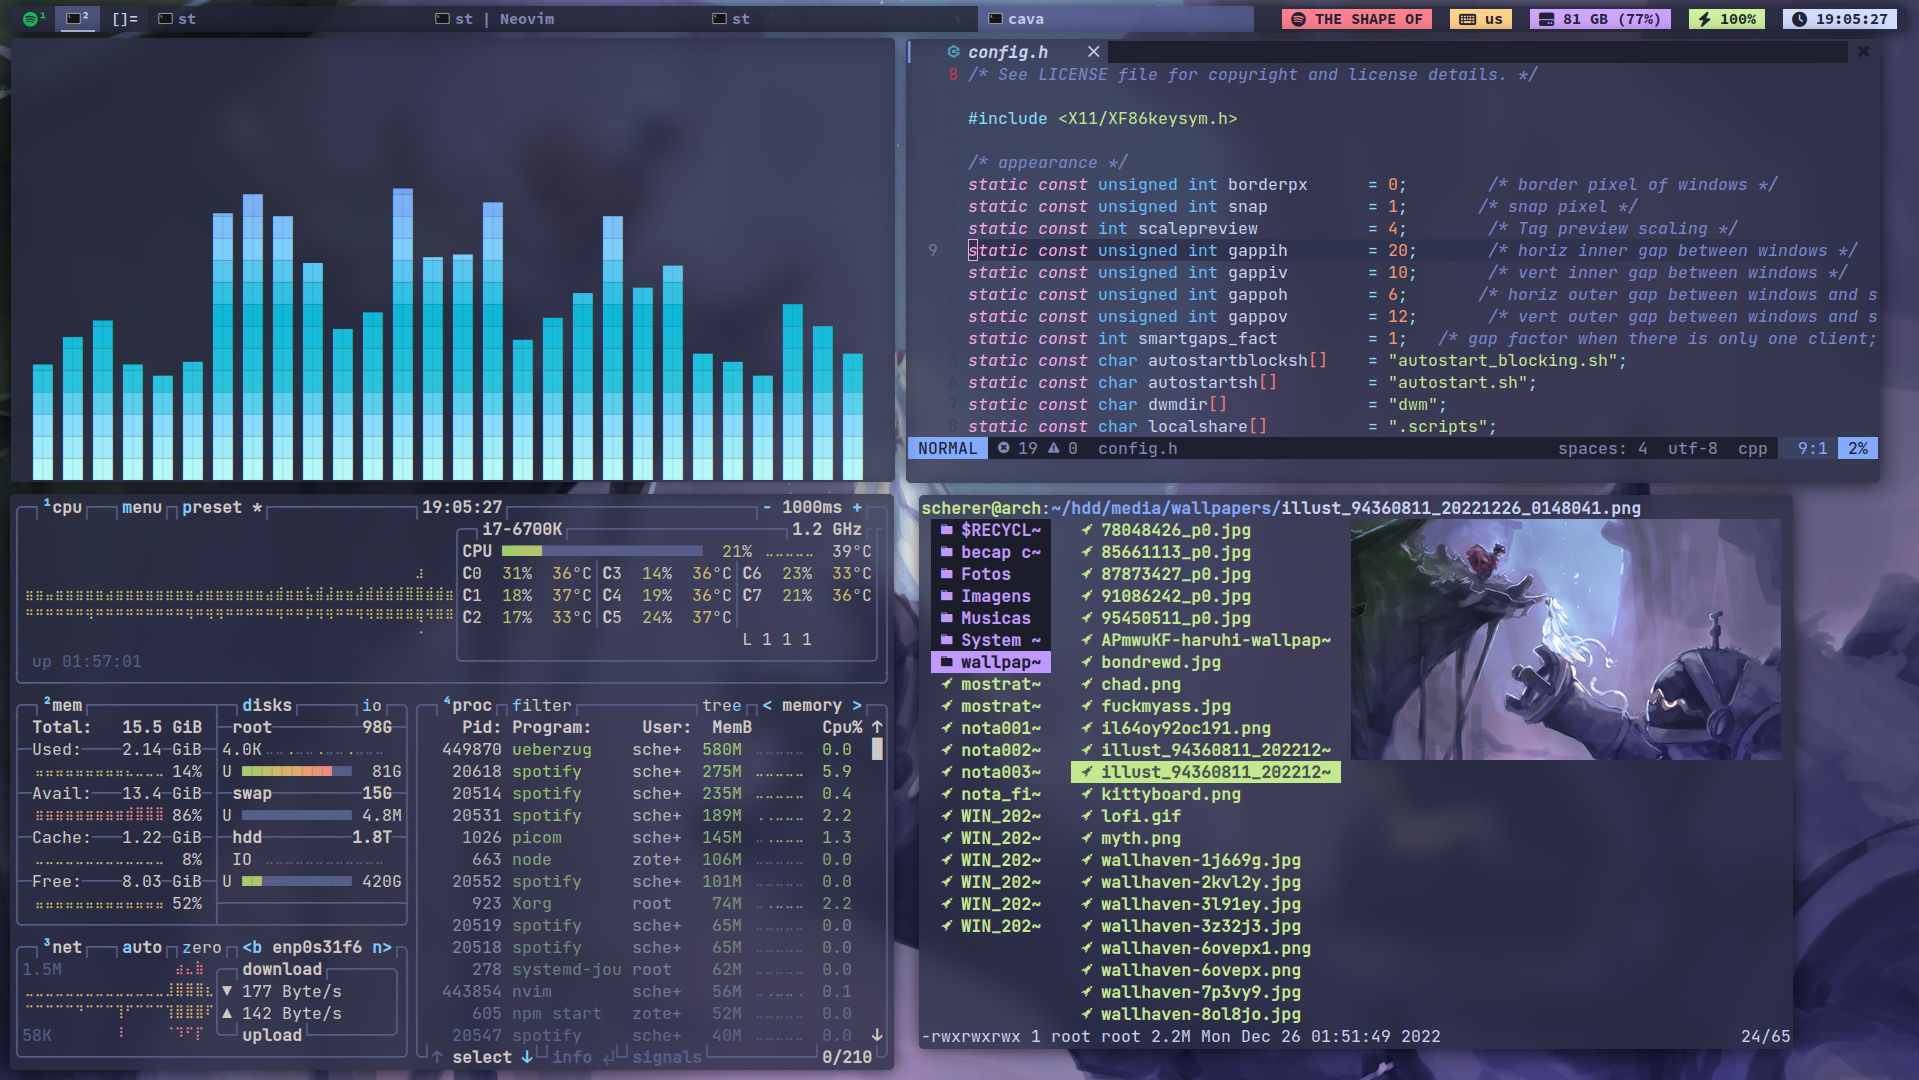 1 2 []= st st | Neovim st cava THE SHAPE OF us 81 GB (77%) 100% 19:05:27
config.h
8 /* See LICENSE file for copyright and license details. */
#include <X11/XF86keysym.h>
/* appearance */
static const unsigned int borderpx = 0; /* border pixel of windows */
static const unsigned int snap = 1; /* snap pixel */
static const int scalepreview = 4; /* Tag preview scaling */
9 static const unsigned int gappih = 20; /* horiz inner gap between windows */
static const unsigned int gappiv = 10; /* vert inner gap between windows */
static const unsigned int gappoh = 6; /* horiz outer gap between windows and s
static const unsigned int gappov = 12; /* vert outer gap between windows and s
static const int smartgaps_fact = 1; /* gap factor when there is only one client;
5 static const char autostartblocksh[] = "autostart_blocking.sh";
6 static const char autostartsh[] = "autostart.sh";
7 static const char dwmdir[] = "dwm";
8 static const char localshare[] = ".scripts";
NORMAL 19 0 config.h spaces: 4 utf-8 cpp 9:1 2%
1cpu menu preset * 19:05:27 - 1000ms +
i7-6700K 1.2 GHz
CPU 21% 39°C
C0 31% 36°C C3 14% 36°C C6 23% 33°C
C1 18% 37°C C4 19% 36°C C7 21% 36°C
C2 17% 33°C C5 24% 37°C
L 1 1 1
up 01:57:01
2mem disks io
Total: 15.5 GiB root 98G
Used: 2.14 GiB 4.0K
14% U 81G
Avail: 13.4 GiB swap 15G
86% U 4.8M
Cache: 1.22 GiB hdd 1.8T
8% IO
Free: 8.03 GiB U 420G
52%
3net auto zero <b enp0s31f6 n>
1.5M download
▼ 177 Byte/s
▲ 142 Byte/s
58K upload
4proc filter tree < memory >
Pid: Program: User: MemB Cpu% ↑
449870 ueberzug sche+ 580M 0.0
20618 spotify sche+ 275M 5.9
20514 spotify sche+ 235M 0.4
20531 spotify sche+ 189M 2.2
1026 picom sche+ 145M 1.3
663 node zote+ 106M 0.0
20552 spotify sche+ 101M 0.0
923 Xorg root 74M 2.2
20519 spotify sche+ 65M 0.0
20518 spotify sche+ 65M 0.0
278 systemd-jou root 62M 0.0
443854 nvim sche+ 56M 0.1
605 npm start zote+ 52M 0.0
20547 spotify sche+ 40M 0.0 ↓
↑ select ↓ info ↲ signals 0/210
scherer@arch:~/hdd/media/wallpapers/illust_94360811_20221226_0148041.png
$RECYCL~ 78048426_p0.jpg
becap c~ 85661113_p0.jpg
Fotos 87873427_p0.jpg
Imagens 91086242_p0.jpg
Musicas 95450511_p0.jpg
System ~ APmwuKF-haruhi-wallpap~
wallpap~ bondrewd.jpg
mostrat~ chad.png
mostrat~ fuckmyass.jpg
nota001~ il64oy92oc191.png
nota002~ illust_94360811_202212~
nota003~ illust_94360811_202212~
nota_fi~ kittyboard.png
WIN_202~ lofi.gif
WIN_202~ myth.png
WIN_202~ wallhaven-1j669g.jpg
WIN_202~ wallhaven-2kvl2y.jpg
WIN_202~ wallhaven-3l91ey.jpg
WIN_202~ wallhaven-3z32j3.jpg
wallhaven-6ovepx1.png
wallhaven-6ovepx.png
wallhaven-7p3vy9.jpg
wallhaven-8ol8jo.jpg
-rwxrwxrwx 1 root root 2.2M Mon Dec 26 01:51:49 2022 24/65